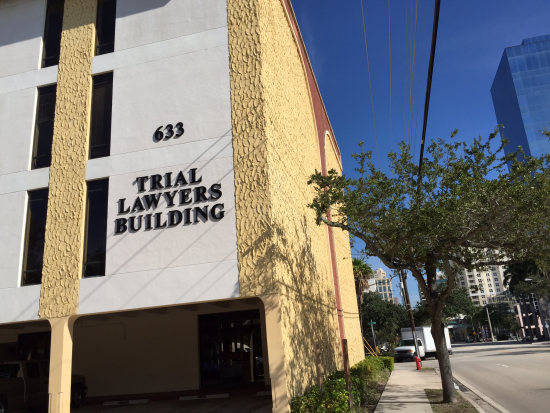 633
TRIAL
LAWYERS
BUILDING